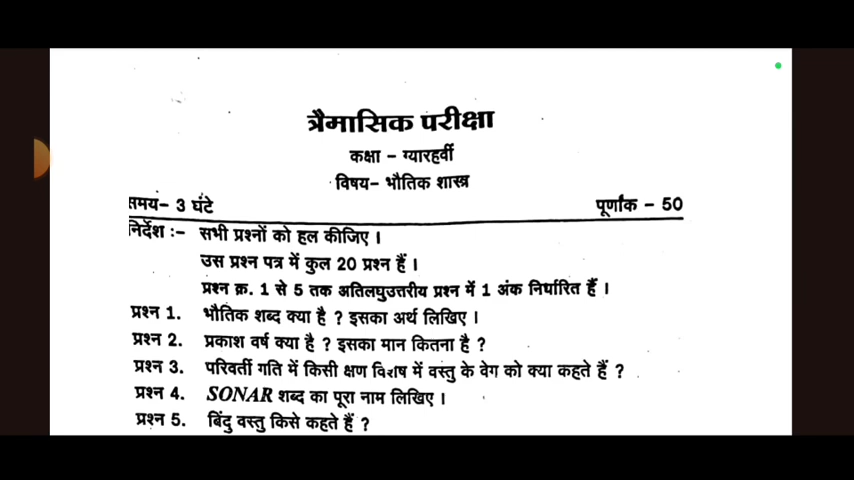 त्रैमासिक परीक्षा
कक्षा - ग्यारहवीं
विषय- भौतिक शास्त्र
समय- 3 घंटे पूर्णांक - 50
निर्देश :- सभी प्रश्नों को हल कीजिए ।
उस प्रश्न पत्र में कुल 20 प्रश्न हैं ।
प्रश्न क्र. 1 से 5 तक अतिलघुउत्तरीय प्रश्न में 1 अंक निर्धारित हैं ।
प्रश्न 1. भौतिक शब्द क्या है ? इसका अर्थ लिखिए ।
प्रश्न 2. प्रकाश वर्ष क्या है ? इसका मान कितना है ?
प्रश्न 3. परिवर्ती गति में किसी क्षण विशेष में वस्तु के वेग को क्या कहते हैं ?
प्रश्न 4. SONAR शब्द का पूरा नाम लिखिए ।
प्रश्न 5. बिंदु वस्तु किसे कहते हैं ?